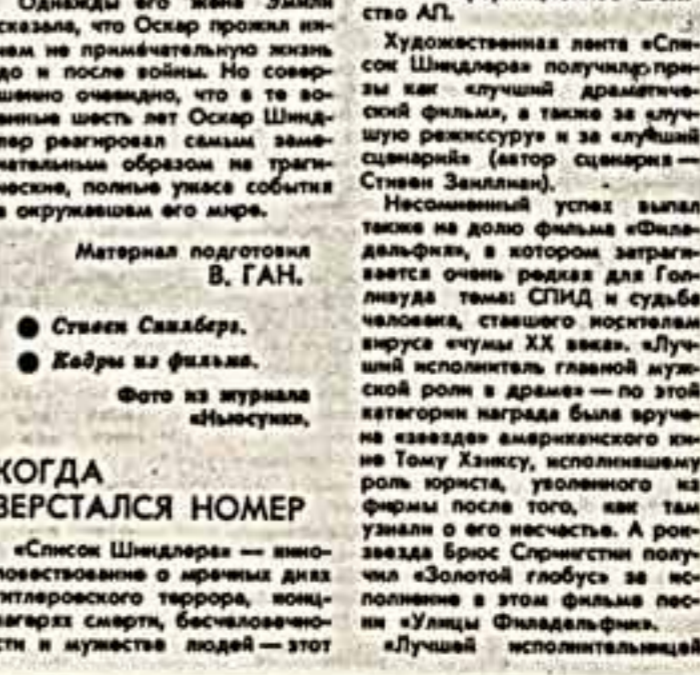 Однажды его жена Эмили
сказала, что Оскар прожил ни-
чем не примечательную жизнь
до и после войны. Но совер-
шенно очевидно, что в те во-
енные шесть лет Оскар Шинд-
лер реагировал самым заме-
чательным образом на траги-
ческие, полные ужаса события
в окружавшем его мире.
Материал подготовил
В. ГАН.
● Стивен Спилберг.
● Кадры из фильма.
Фото из журнала
«Ньюсуик».
КОГДА
ВЕРСТАЛСЯ НОМЕР
«Список Шиндлера» — кино-
повествование о мрачных днях
гитлеровского террора, конц-
лагерях смерти, бесчеловечно-
сти и мужестве людей — этот
ство АП.
Художественная лента «Спи-
сок Шиндлера» получила при-
зы как «лучший драматиче-
ский фильм», а также за «луч-
шую режиссуру» и за «лучший
сценарий» (автор сценария —
Стивен Заиллиан).
Несомненный успех выпал
также на долю фильма «Фила-
дельфия», в котором затраги-
вается очень редкая для Гол-
ливуда тема: СПИД и судьба
человека, ставшего носителем
вируса «чумы XX века». «Луч-
ший исполнитель главной муж-
ской роли в драме» — по этой
категории награда была вруче-
на «звезде» американского ки-
но Тому Хэнксу, исполнившему
роль юриста, уволенного из
фирмы после того, как там
узнали о его несчастье. А рок-
звезда Брюс Спрингстин полу-
чил «Золотой глобус» за ис-
полнение в этом фильме пес-
ни «Улицы Филадельфии».
«Лучшей исполнительницей